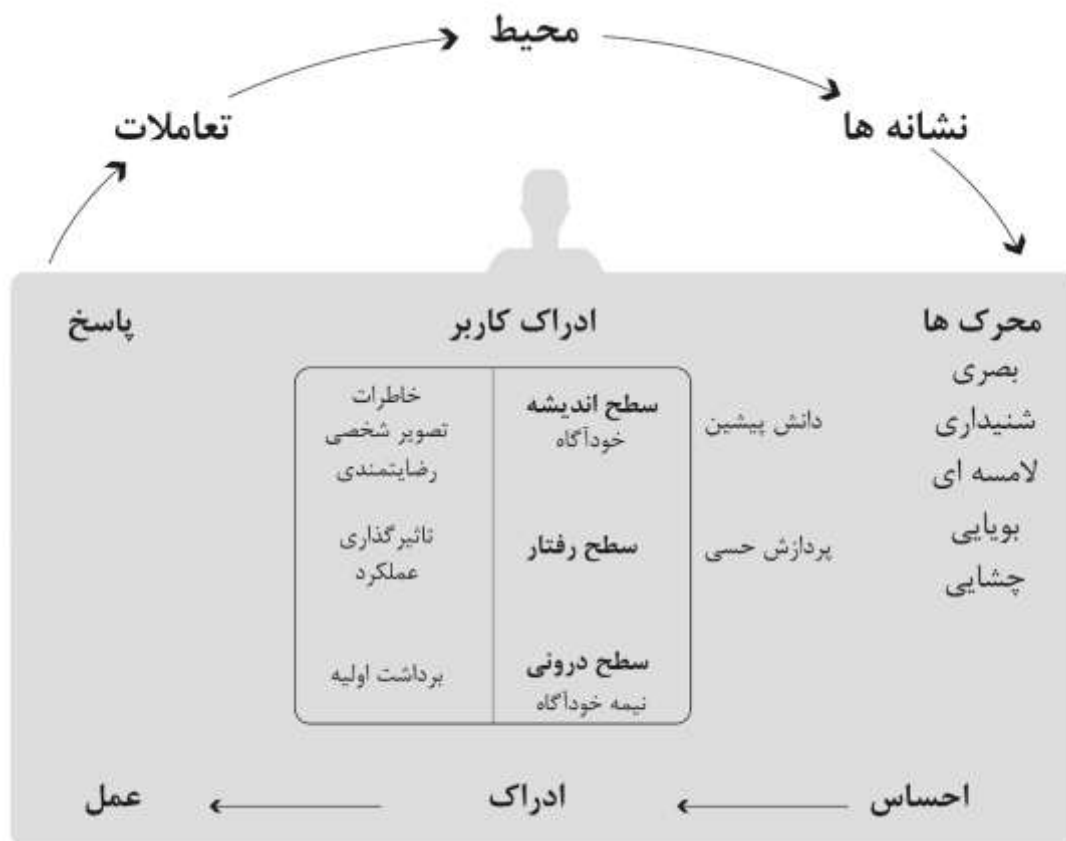 محیط
نشانه ها
تعاملات
محرک ها
ادراک کاربر
پاسخ
بصری
شنیداری
لامسه ای
بویایی
چشایی
دانش پیشین
پردازش حسی
سطح اندیشه
خودآگاه
خاطرات
تصویر شخصی
رضایتمندی
سطح رفتار
تاثیرگذاری
عملکرد
سطح درونی
نیمه خودآگاه
برداشت اولیه
احساس
ادراک
عمل